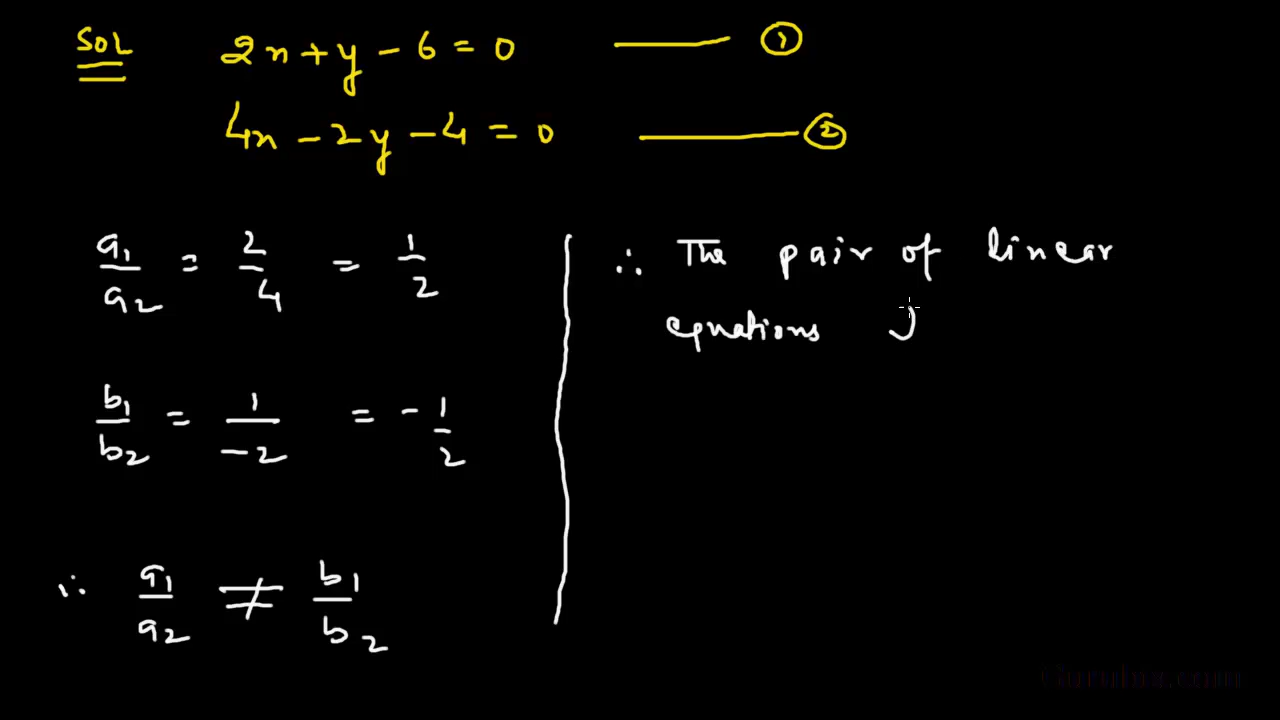 SOL 2x + y - 6 = 0 ——— ①
4x - 2y - 4 = 0 ——— ②
a₁/a₂ = 2/4 = 1/2
b₁/b₂ = 1/-2 = -1/2
∴ a₁/a₂ ≠ b₁/b₂
∴ The pair of linear
equations